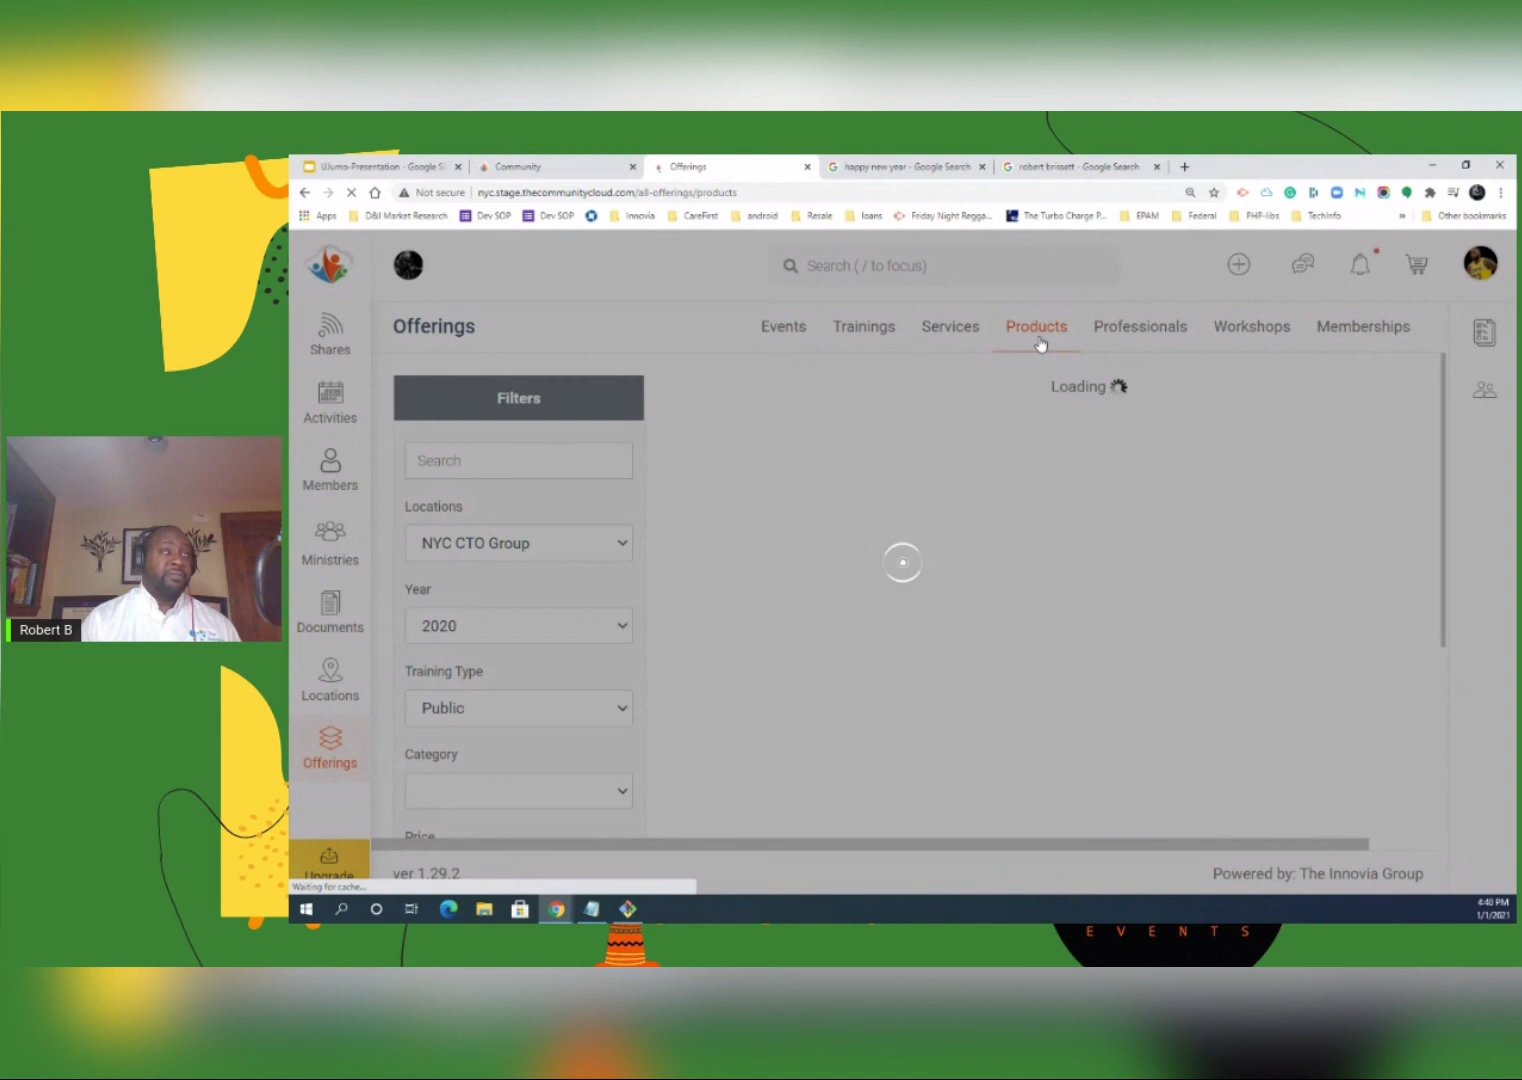 Ujuma-Presentation - Google Sl
Community
Offerings
happy new year - Google Search
robert brissett - Google Search
Not secure | nyc.stage.thecommunitycloud.com/all-offerings/products
Apps
D&I Market Research
Dev SOP
Dev SOP
Innovia
CareFirst
android
Resale
loans
Friday Night Regga...
The Turbo Charge P...
EPAM
Federal
PHP-libs
TechInfo
»
Other bookmarks
Search ( / to focus)
Shares
Activities
Members
Ministries
Documents
Locations
Offerings
Upgrade
Offerings
Events
Trainings
Services
Products
Professionals
Workshops
Memberships
Filters
Search
Locations
NYC CTO Group
Year
2020
Training Type
Public
Category
Price
Loading
ver 1.29.2
Powered by: The Innovia Group
Waiting for cache...
4:40 PM
1/1/2021
Robert B
EVENTS